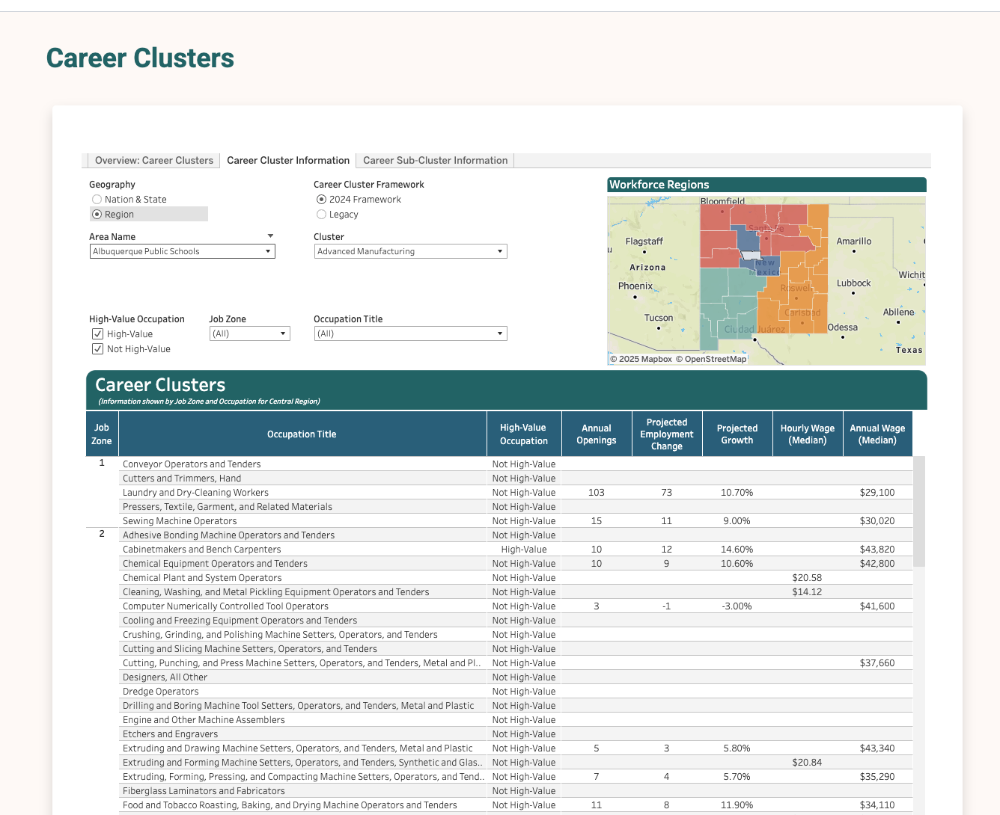 Career Clusters
Overview: Career Clusters
Career Cluster Information
Career Sub-Cluster Information
Geography
Nation & State
Region
Career Cluster Framework
2024 Framework
Legacy
Area Name
Albuquerque Public Schools
Cluster
Advanced Manufacturing
High-Value Occupation
High-Value
Not High-Value
Job Zone
(All)
Occupation Title
(All)
Workforce Regions
Bloomfield
Santa Fe
Flagstaff
Amarillo
Arizona
New
Mexico
Phoenix
Roswell
Lubbock
Wichit
Tucson
Carlsbad
Abilene
Ciudad Juárez
Odessa
Texas
© 2025 Mapbox © OpenStreetMap
Career Clusters
(Information shown by Job Zone and Occupation for Central Region)
Job Zone Occupation Title High-Value Occupation Annual Openings Projected Employment Change Projected Growth Hourly Wage (Median) Annual Wage (Median)
1 Conveyor Operators and Tenders Not High-Value
Cutters and Trimmers, Hand Not High-Value
Laundry and Dry-Cleaning Workers Not High-Value 103 73 10.70% $29,100
Pressers, Textile, Garment, and Related Materials Not High-Value
Sewing Machine Operators Not High-Value 15 11 9.00% $30,020
2 Adhesive Bonding Machine Operators and Tenders Not High-Value
Cabinetmakers and Bench Carpenters High-Value 10 12 14.60% $43,820
Chemical Equipment Operators and Tenders Not High-Value 10 9 10.60% $42,800
Chemical Plant and System Operators Not High-Value $20.58
Cleaning, Washing, and Metal Pickling Equipment Operators and Tenders Not High-Value $14.12
Computer Numerically Controlled Tool Operators Not High-Value 3 -1 -3.00% $41,600
Cooling and Freezing Equipment Operators and Tenders Not High-Value
Crushing, Grinding, and Polishing Machine Setters, Operators, and Tenders Not High-Value
Cutting and Slicing Machine Setters, Operators, and Tenders Not High-Value
Cutting, Punching, and Press Machine Setters, Operators, and Tenders, Metal and Pl.. Not High-Value $37,660
Designers, All Other Not High-Value
Dredge Operators Not High-Value
Drilling and Boring Machine Tool Setters, Operators, and Tenders, Metal and Plastic Not High-Value
Engine and Other Machine Assemblers Not High-Value
Etchers and Engravers Not High-Value
Extruding and Drawing Machine Setters, Operators, and Tenders, Metal and Plastic Not High-Value 5 3 5.80% $43,340
Extruding and Forming Machine Setters, Operators, and Tenders, Synthetic and Glas.. Not High-Value $20.84
Extruding, Forming, Pressing, and Compacting Machine Setters, Operators, and Tend.. Not High-Value 7 4 5.70% $35,290
Fiberglass Laminators and Fabricators Not High-Value
Food and Tobacco Roasting, Baking, and Drying Machine Operators and Tenders Not High-Value 11 8 11.90% $34,110